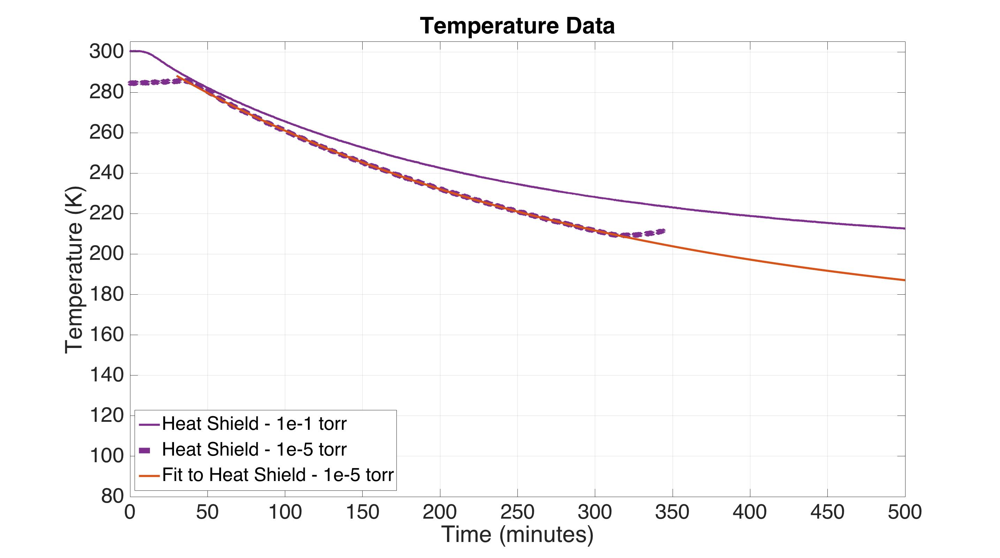 Temperature Data
300
280
260
240
220
200
180
160
140
120
100
80
Temperature (K)
Heat Shield - 1e-1 torr
Heat Shield - 1e-5 torr
Fit to Heat Shield - 1e-5 torr
0 50 100 150 200 250 300 350 400 450 500
Time (minutes)